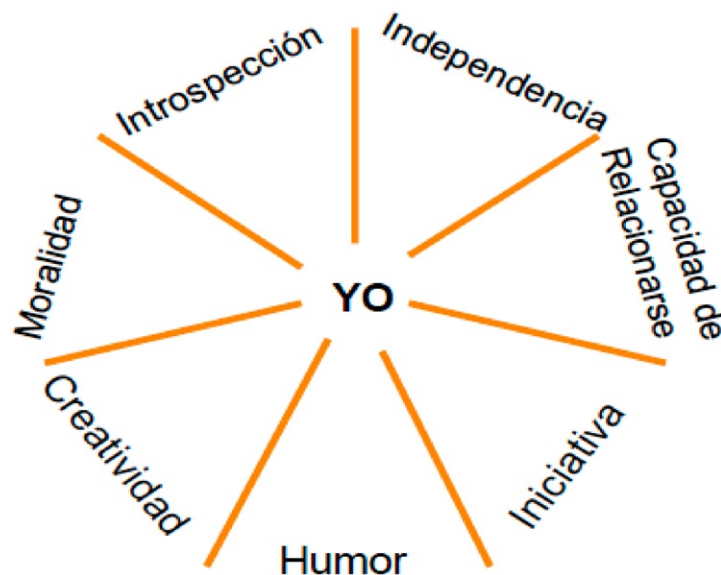 Introspección
Independencia
Capacidad de
Relacionarse
Iniciativa
Humor
Creatividad
Moralidad
YO